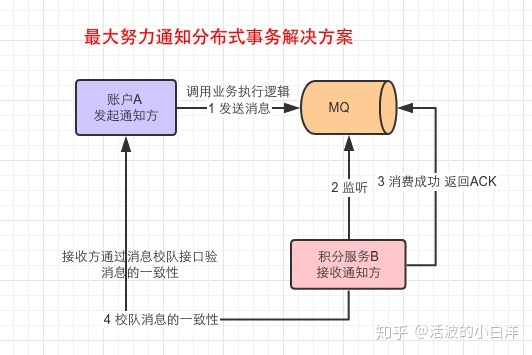 最大努力通知分布式事务解决方案
账户A
发起通知方
调用业务执行逻辑
1 发送消息
MQ
2 监听
3 消费成功 返回ACK
接收方通过消息校队接口验
消息的一致性
积分服务B
接收通知方
4 校队消息的一致性
知乎 @活波的小白洋